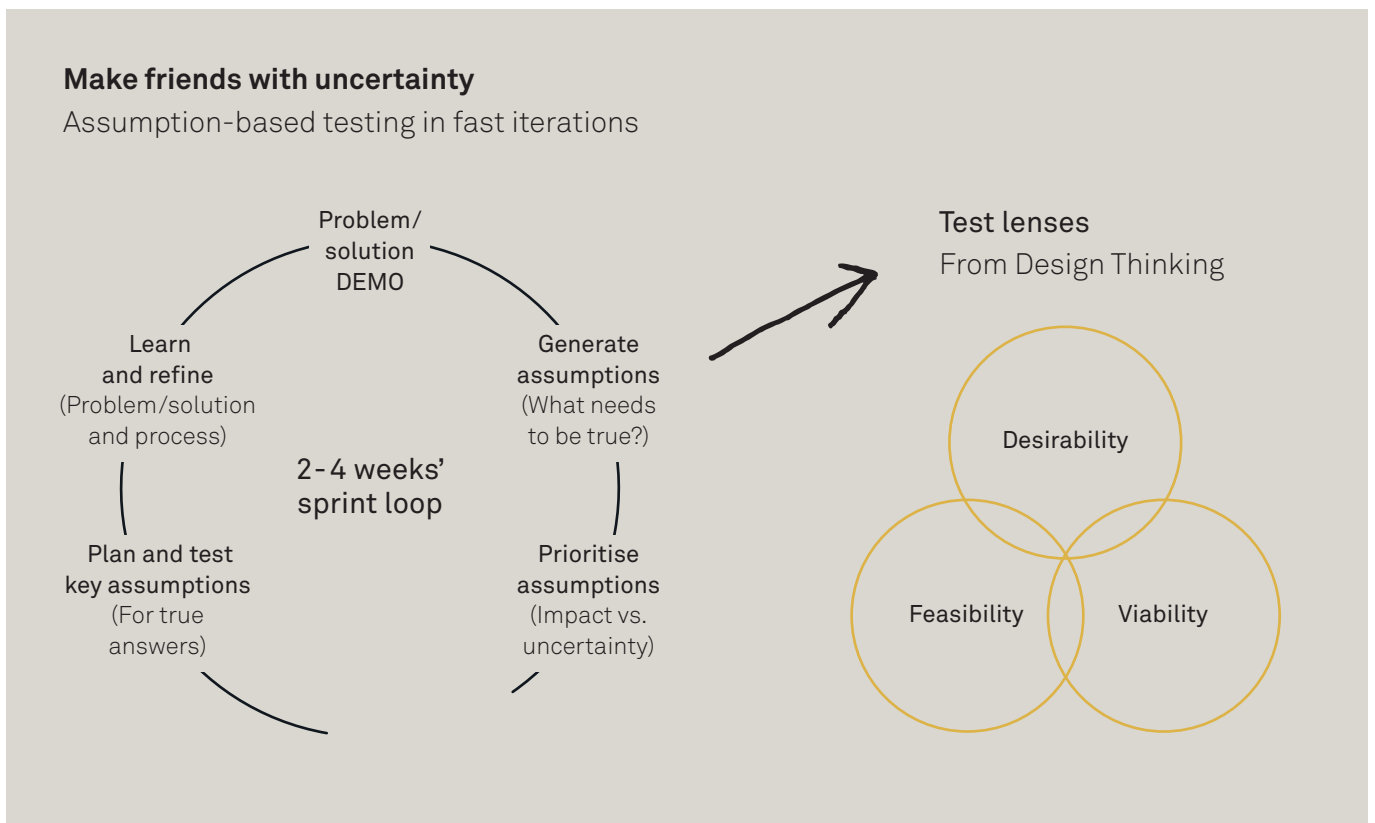 Make friends with uncertainty
Assumption-based testing in fast iterations
Problem/
solution
DEMO
Generate
assumptions
(What needs
to be true?)
Prioritise
assumptions
(Impact vs.
uncertainty)
Plan and test
key assumptions
(For true
answers)
Learn
and refine
(Problem/solution
and process)
2-4 weeks’
sprint loop
Test lenses
From Design Thinking
Desirability
Feasibility
Viability